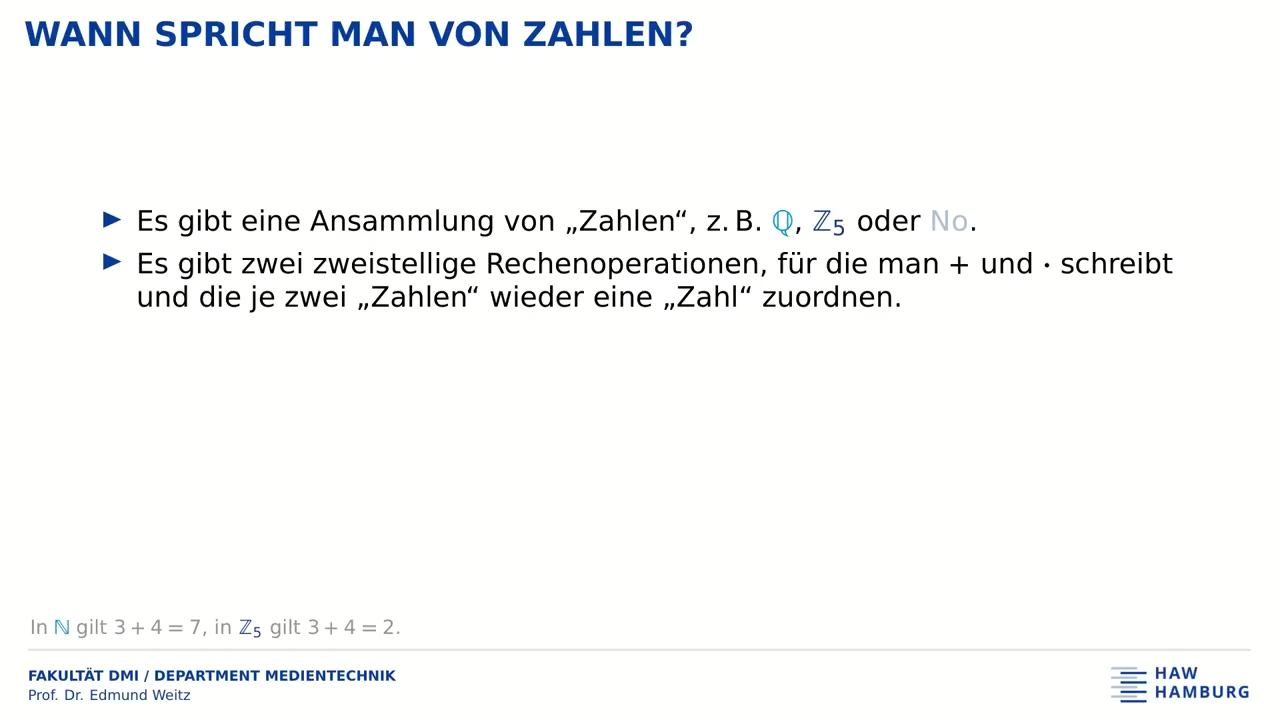 WANN SPRICHT MAN VON ZAHLEN?
► Es gibt eine Ansammlung von „Zahlen“, z. B. ℚ, ℤ₅ oder No.
► Es gibt zwei zweistellige Rechenoperationen, für die man + und · schreibt
und die je zwei „Zahlen“ wieder eine „Zahl“ zuordnen.
In ℕ gilt 3 + 4 = 7, in ℤ₅ gilt 3 + 4 = 2.
FAKULTÄT DMI / DEPARTMENT MEDIENTECHNIK
Prof. Dr. Edmund Weitz
HAW
HAMBURG